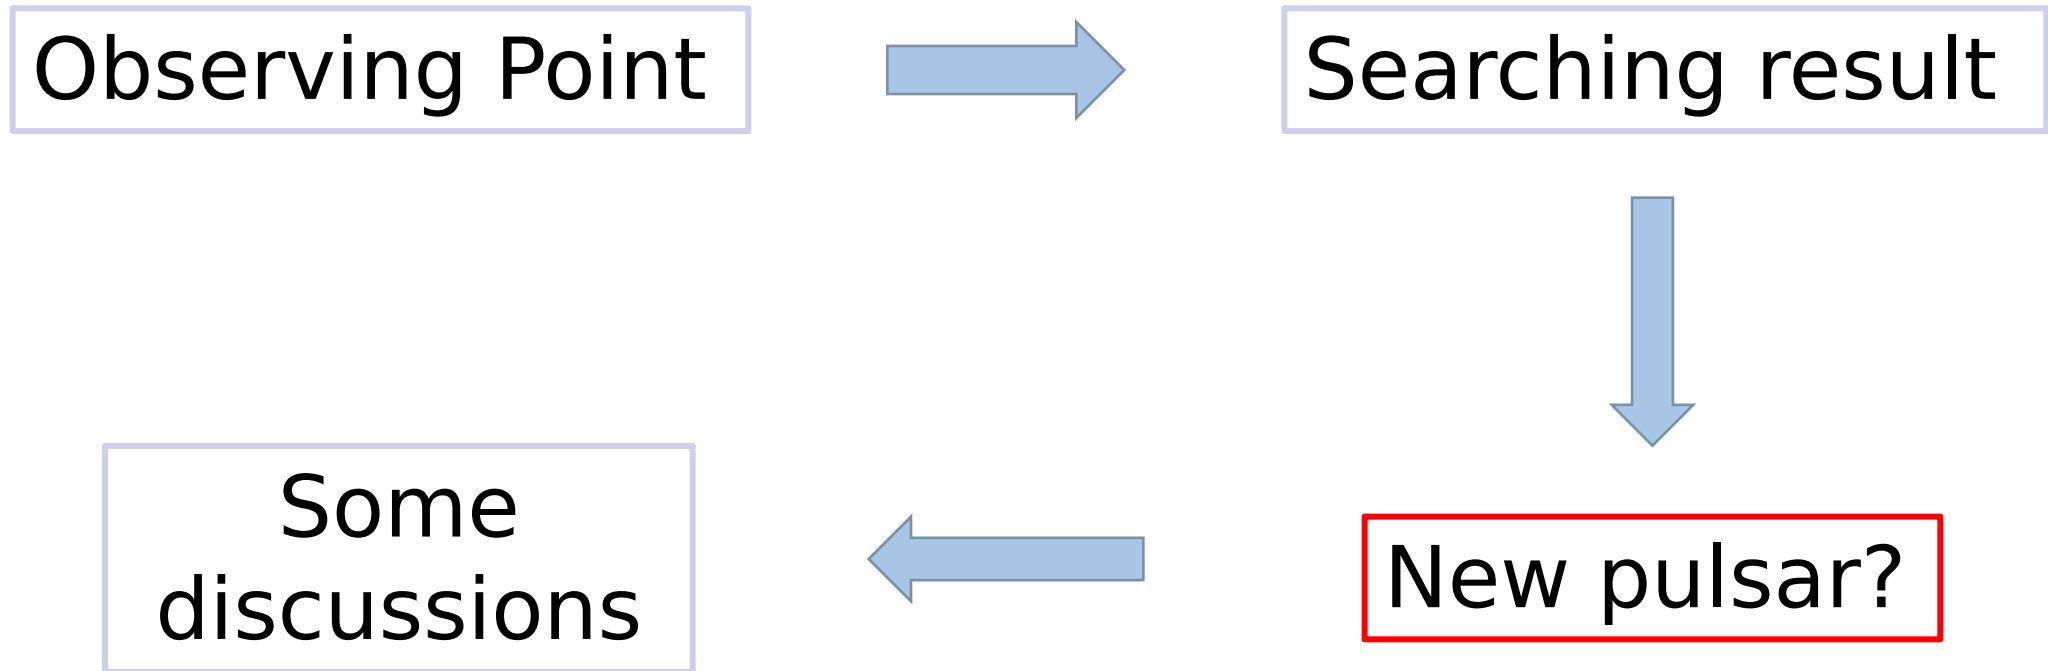 Observing Point
Searching result
New pulsar?
Some
discussions